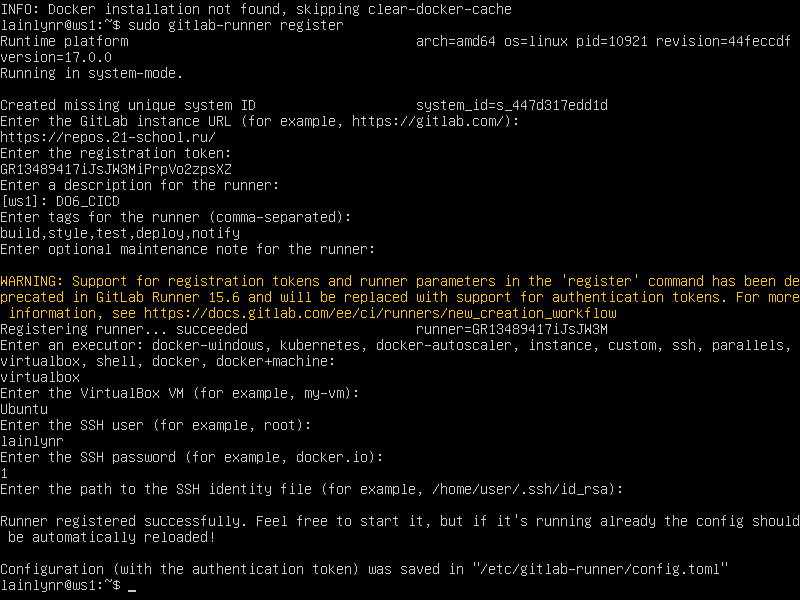 INFO: Docker installation not found, skipping clear-docker-cache
lainlynr@ws1:~$ sudo gitlab-runner register
Runtime platform                                    arch=amd64 os=linux pid=10921 revision=44feccdf
version=17.0.0
Running in system-mode.

Created missing unique system ID                    system_id=s_447d317edd1d
Enter the GitLab instance URL (for example, https://gitlab.com/):
https://repos.21-school.ru/
Enter the registration token:
GR13489417iJsJW3MiPrpVo2zpsXZ
Enter a description for the runner:
[ws1]: DO6_CICD
Enter tags for the runner (comma-separated):
build,style,test,deploy,notify
Enter optional maintenance note for the runner:

WARNING: Support for registration tokens and runner parameters in the 'register' command has been de
precated in GitLab Runner 15.6 and will be replaced with support for authentication tokens. For more
 information, see https://docs.gitlab.com/ee/ci/runners/new_creation_workflow
Registering runner... succeeded                     runner=GR13489417iJsJW3M
Enter an executor: docker-windows, kubernetes, docker-autoscaler, instance, custom, ssh, parallels,
virtualbox, shell, docker, docker+machine:
virtualbox
Enter the VirtualBox VM (for example, my-vm):
Ubuntu
Enter the SSH user (for example, root):
lainlynr
Enter the SSH password (for example, docker.io):
1
Enter the path to the SSH identity file (for example, /home/user/.ssh/id_rsa):

Runner registered successfully. Feel free to start it, but if it's running already the config should
 be automatically reloaded!

Configuration (with the authentication token) was saved in "/etc/gitlab-runner/config.toml"
lainlynr@ws1:~$ _